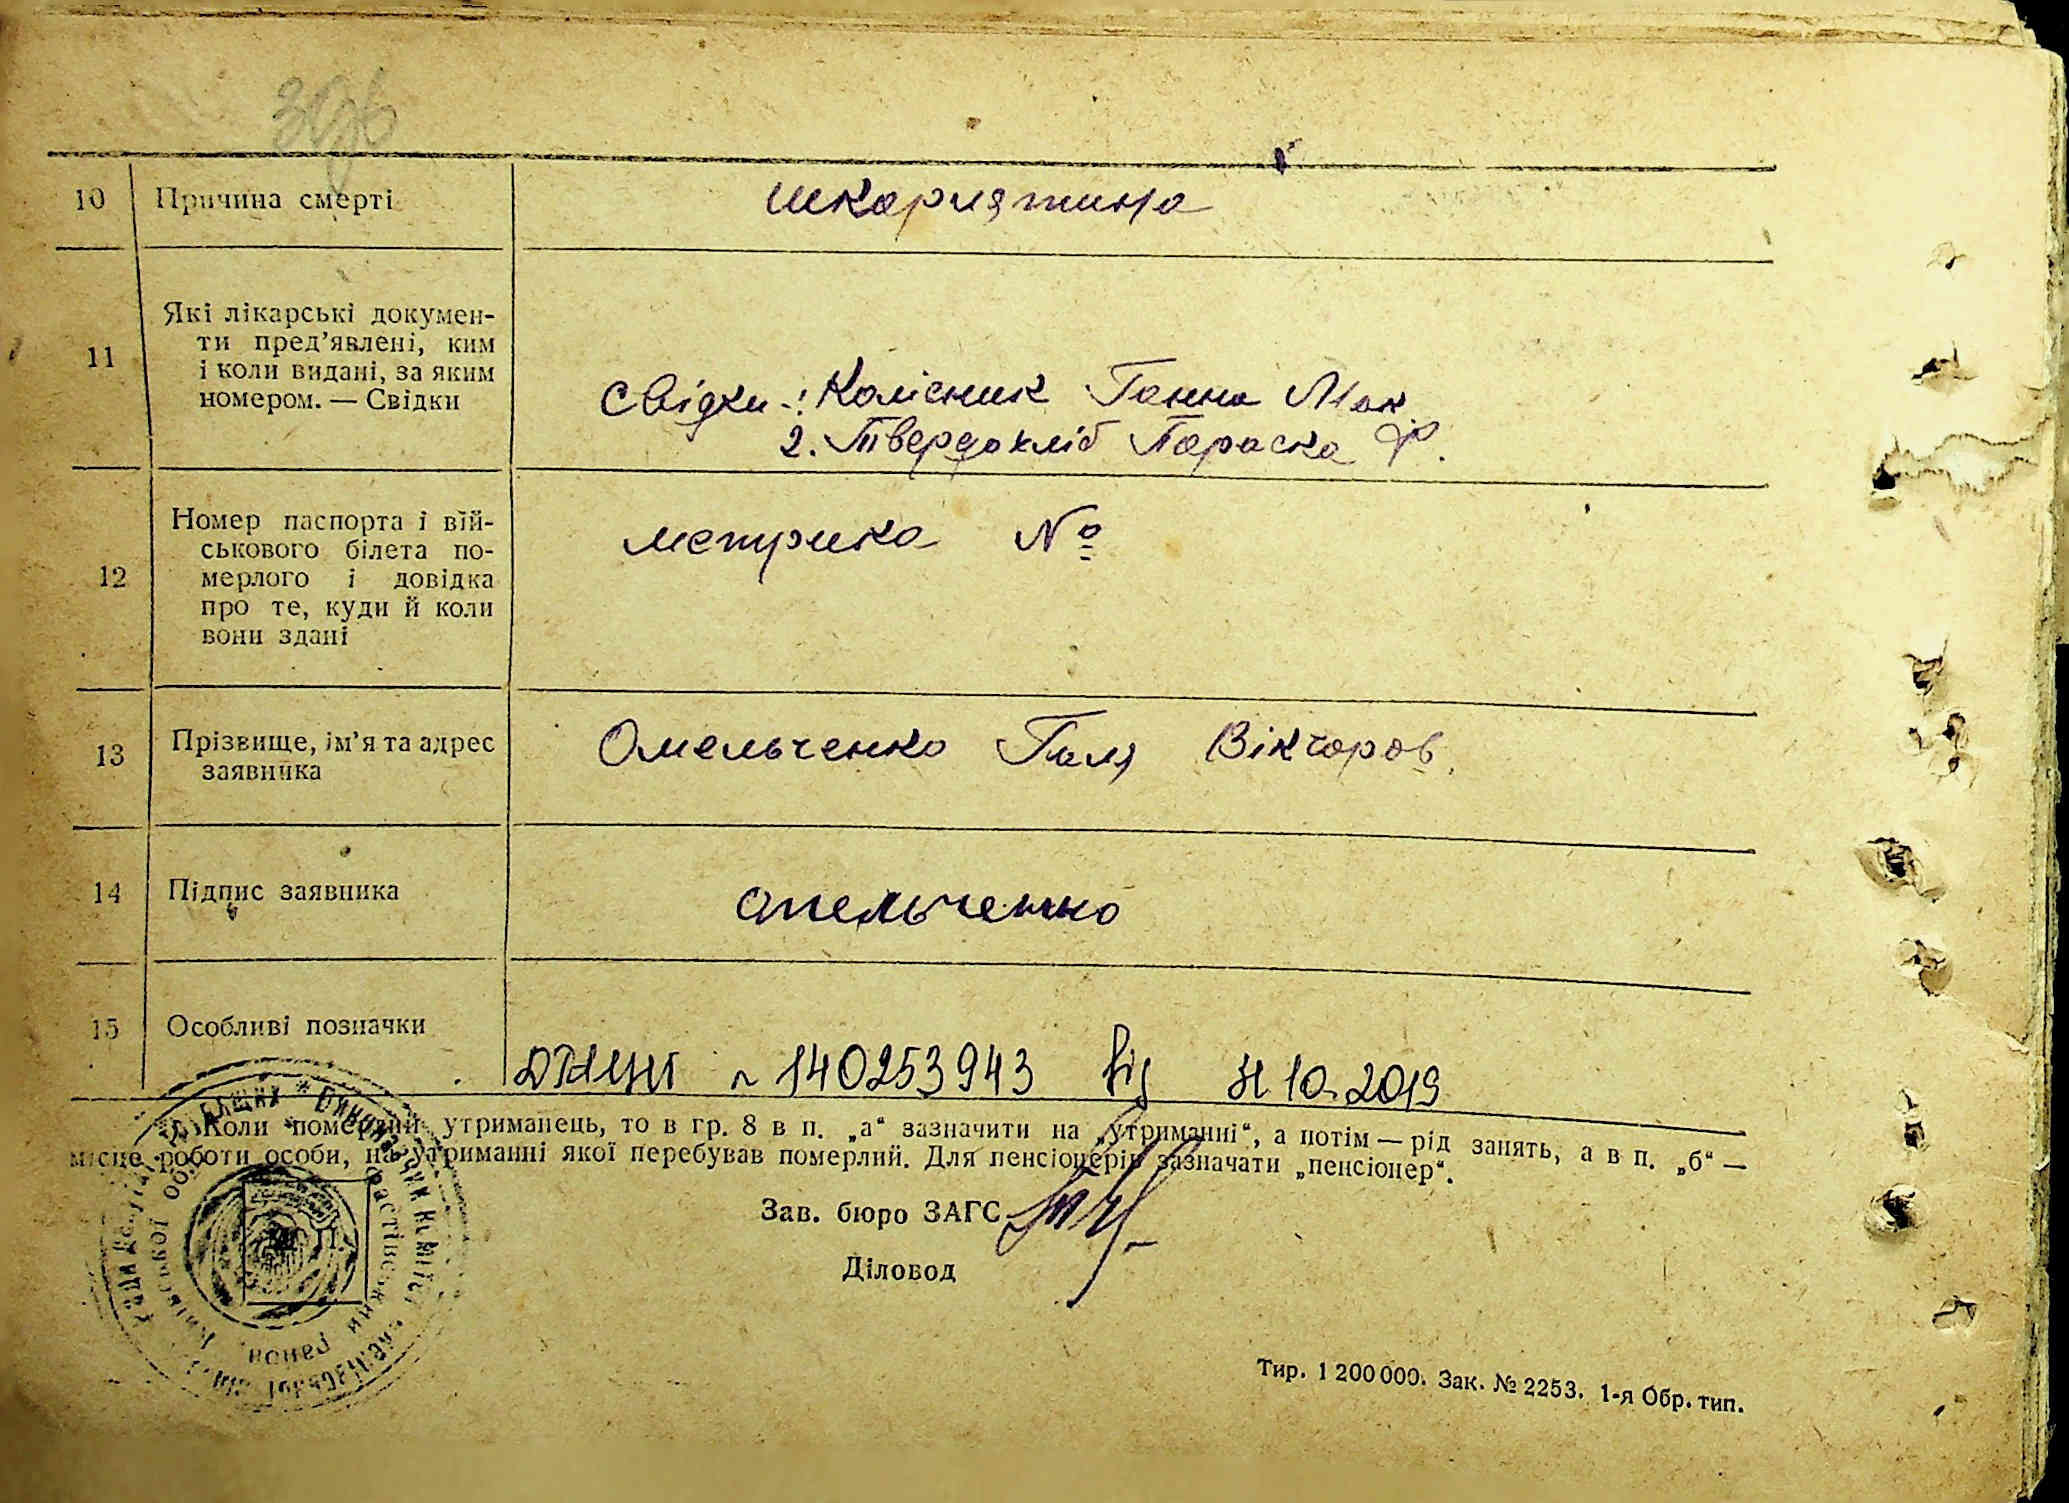 30зв
10 Причина смерті шкарлятина
11 Які лікарські докумен-
ти пред’явлені, ким
і коли видані, за яким
номером. — Свідки
Свідки: Колісник Ганна Мак.
2. Твердохліб Параска Ф.
12 Номер паспорта і вій-
ськового білета по-
мерлого і довідка
про те, куди й коли
вони здані
метрика №
13 Прізвище, ім’я та адрес
заявника
Омельченко Галя Вікторов.
14 Підпис заявника Омельченко
15 Особливі позначки
140253943 від 10.2019
Коли померлий утриманець, то в гр. 8 в п. „а“ зазначити на „утриманні“, а потім — рід занять, а в п. „б“ —
місце роботи особи, на утриманні якої перебував померлий. Для пенсіонерів зазначати „пенсіонер“.
Зав. бюро ЗАГС
Діловод
район
Тир. 1 200 000. Зак. № 2253. 1-я Обр. тип.